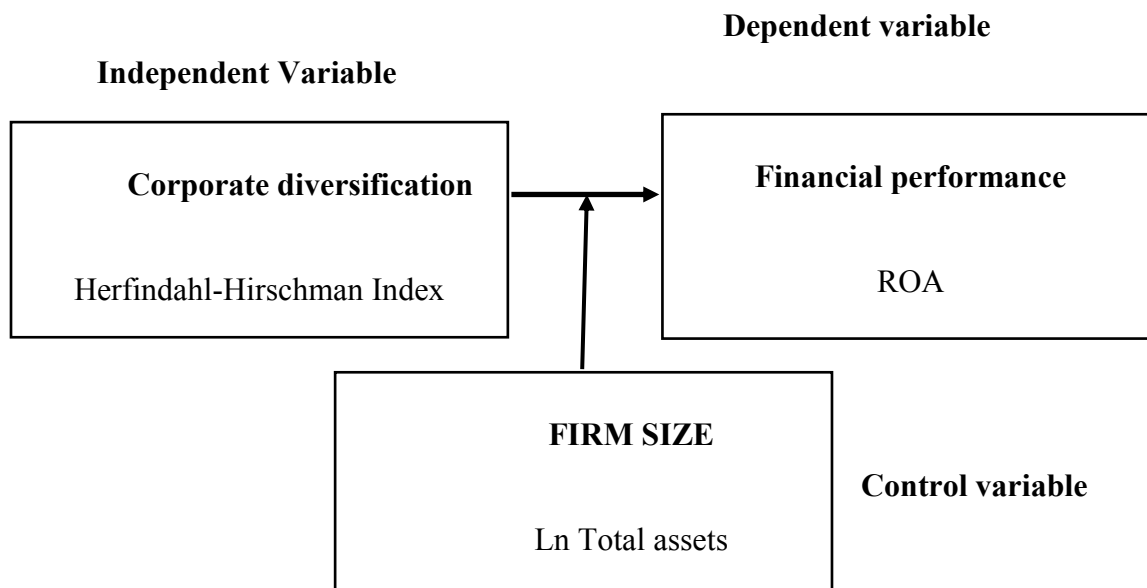 Dependent variable
Independent Variable
Corporate diversification
Herfindahl-Hirschman Index
Financial performance
ROA
FIRM SIZE
Ln Total assets
Control variable